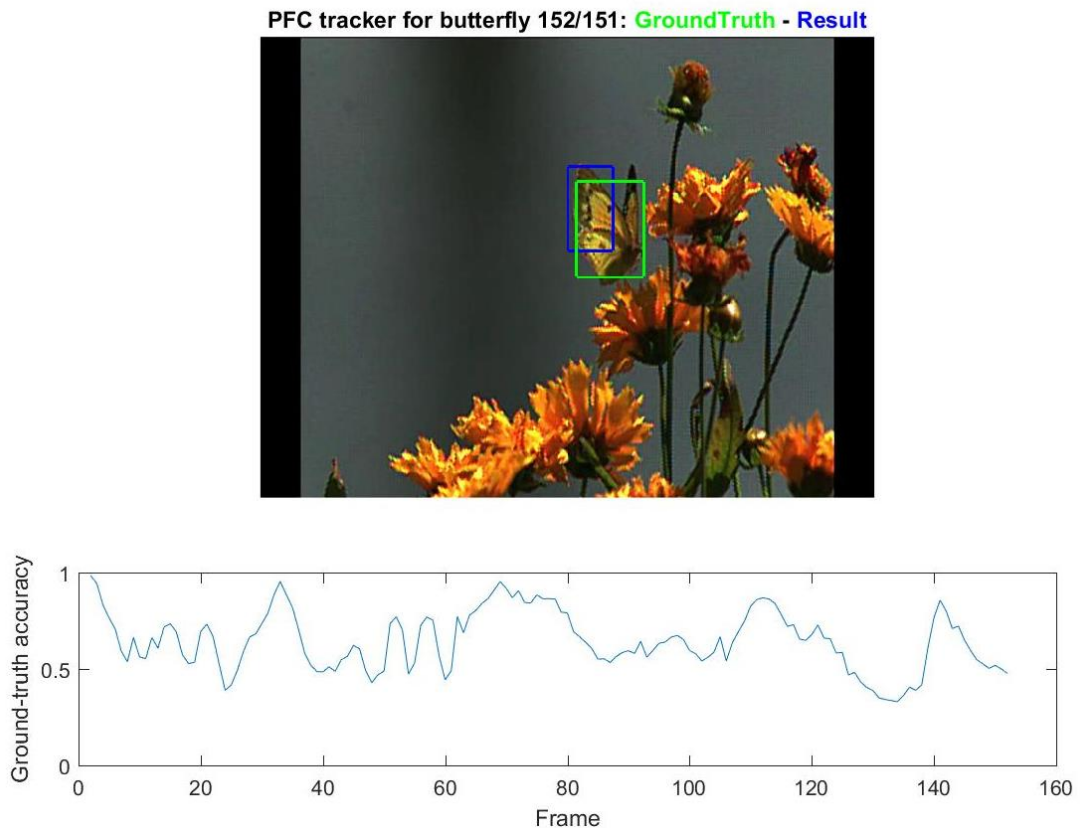 PFC tracker for butterfly 152/151: GroundTruth - Result
Ground-truth accuracy
1
0.5
0
0 20 40 60 80 100 120 140 160
Frame